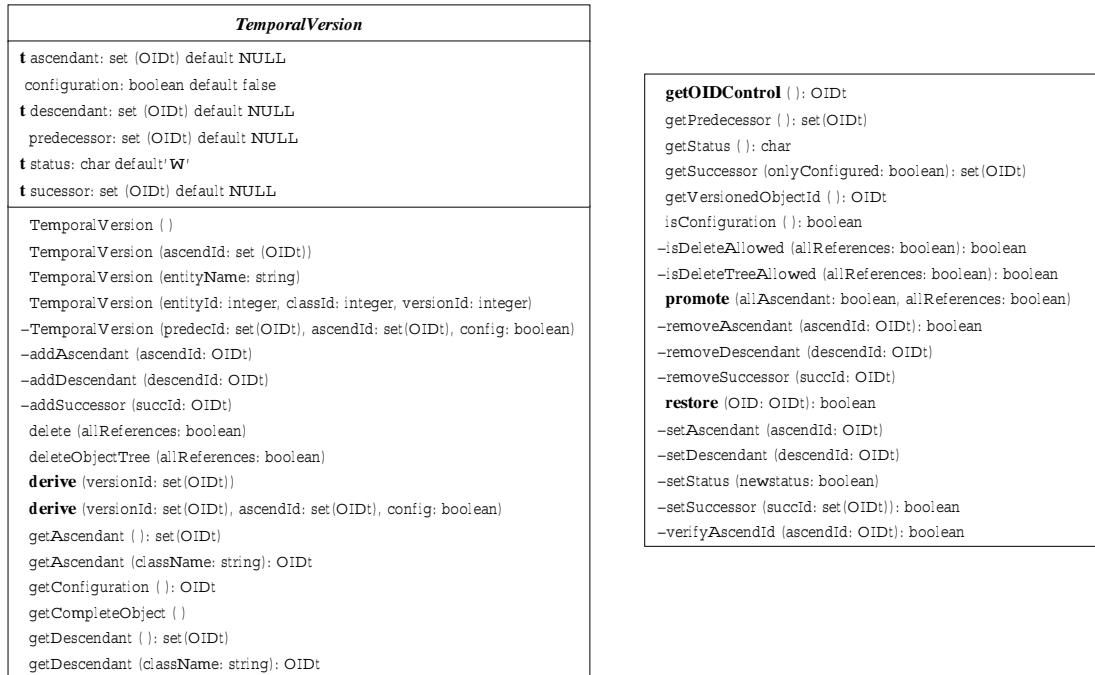 TemporalVersion
t ascendant: set (OIDt) default NULL
configuration: boolean default false
t descendant: set (OIDt) default NULL
predecessor: set (OIDt) default NULL
t status: char default'W'
t sucessor: set (OIDt) default NULL
TemporalVersion ( )
TemporalVersion (ascendId: set (OIDt))
TemporalVersion (entityName: string)
TemporalVersion (entityId: integer, classId: integer, versionId: integer)
–TemporalVersion (predecId: set(OIDt), ascendId: set(OIDt), config: boolean)
–addAscendant (ascendId: OIDt)
–addDescendant (descendId: OIDt)
–addSuccessor (succId: OIDt)
delete (allReferences: boolean)
deleteObjectTree (allReferences: boolean)
derive (versionId: set(OIDt))
derive (versionId: set(OIDt), ascendId: set(OIDt), config: boolean)
getAscendant ( ): set(OIDt)
getAscendant (className: string): OIDt
getConfiguration ( ): OIDt
getCompleteObject ( )
getDescendant ( ): set(OIDt)
getDescendant (className: string): OIDt
getOIDControl ( ): OIDt
getPredecessor ( ): set(OIDt)
getStatus ( ): char
getSuccessor (onlyConfigured: boolean): set(OIDt)
getVersionedObjectId ( ): OIDt
isConfiguration ( ): boolean
–isDeleteAllowed (allReferences: boolean): boolean
–isDeleteTreeAllowed (allReferences: boolean): boolean
promote (allAscendant: boolean, allReferences: boolean)
–removeAscendant (ascendId: OIDt): boolean
–removeDescendant (descendId: OIDt)
–removeSuccessor (succId: OIDt)
restore (OID: OIDt): boolean
–setAscendant (ascendId: OIDt)
–setDescendant (descendId: OIDt)
–setStatus (newstatus: boolean)
–setSuccessor (succId: set(OIDt)): boolean
–verifyAscendId (ascendId: OIDt): boolean